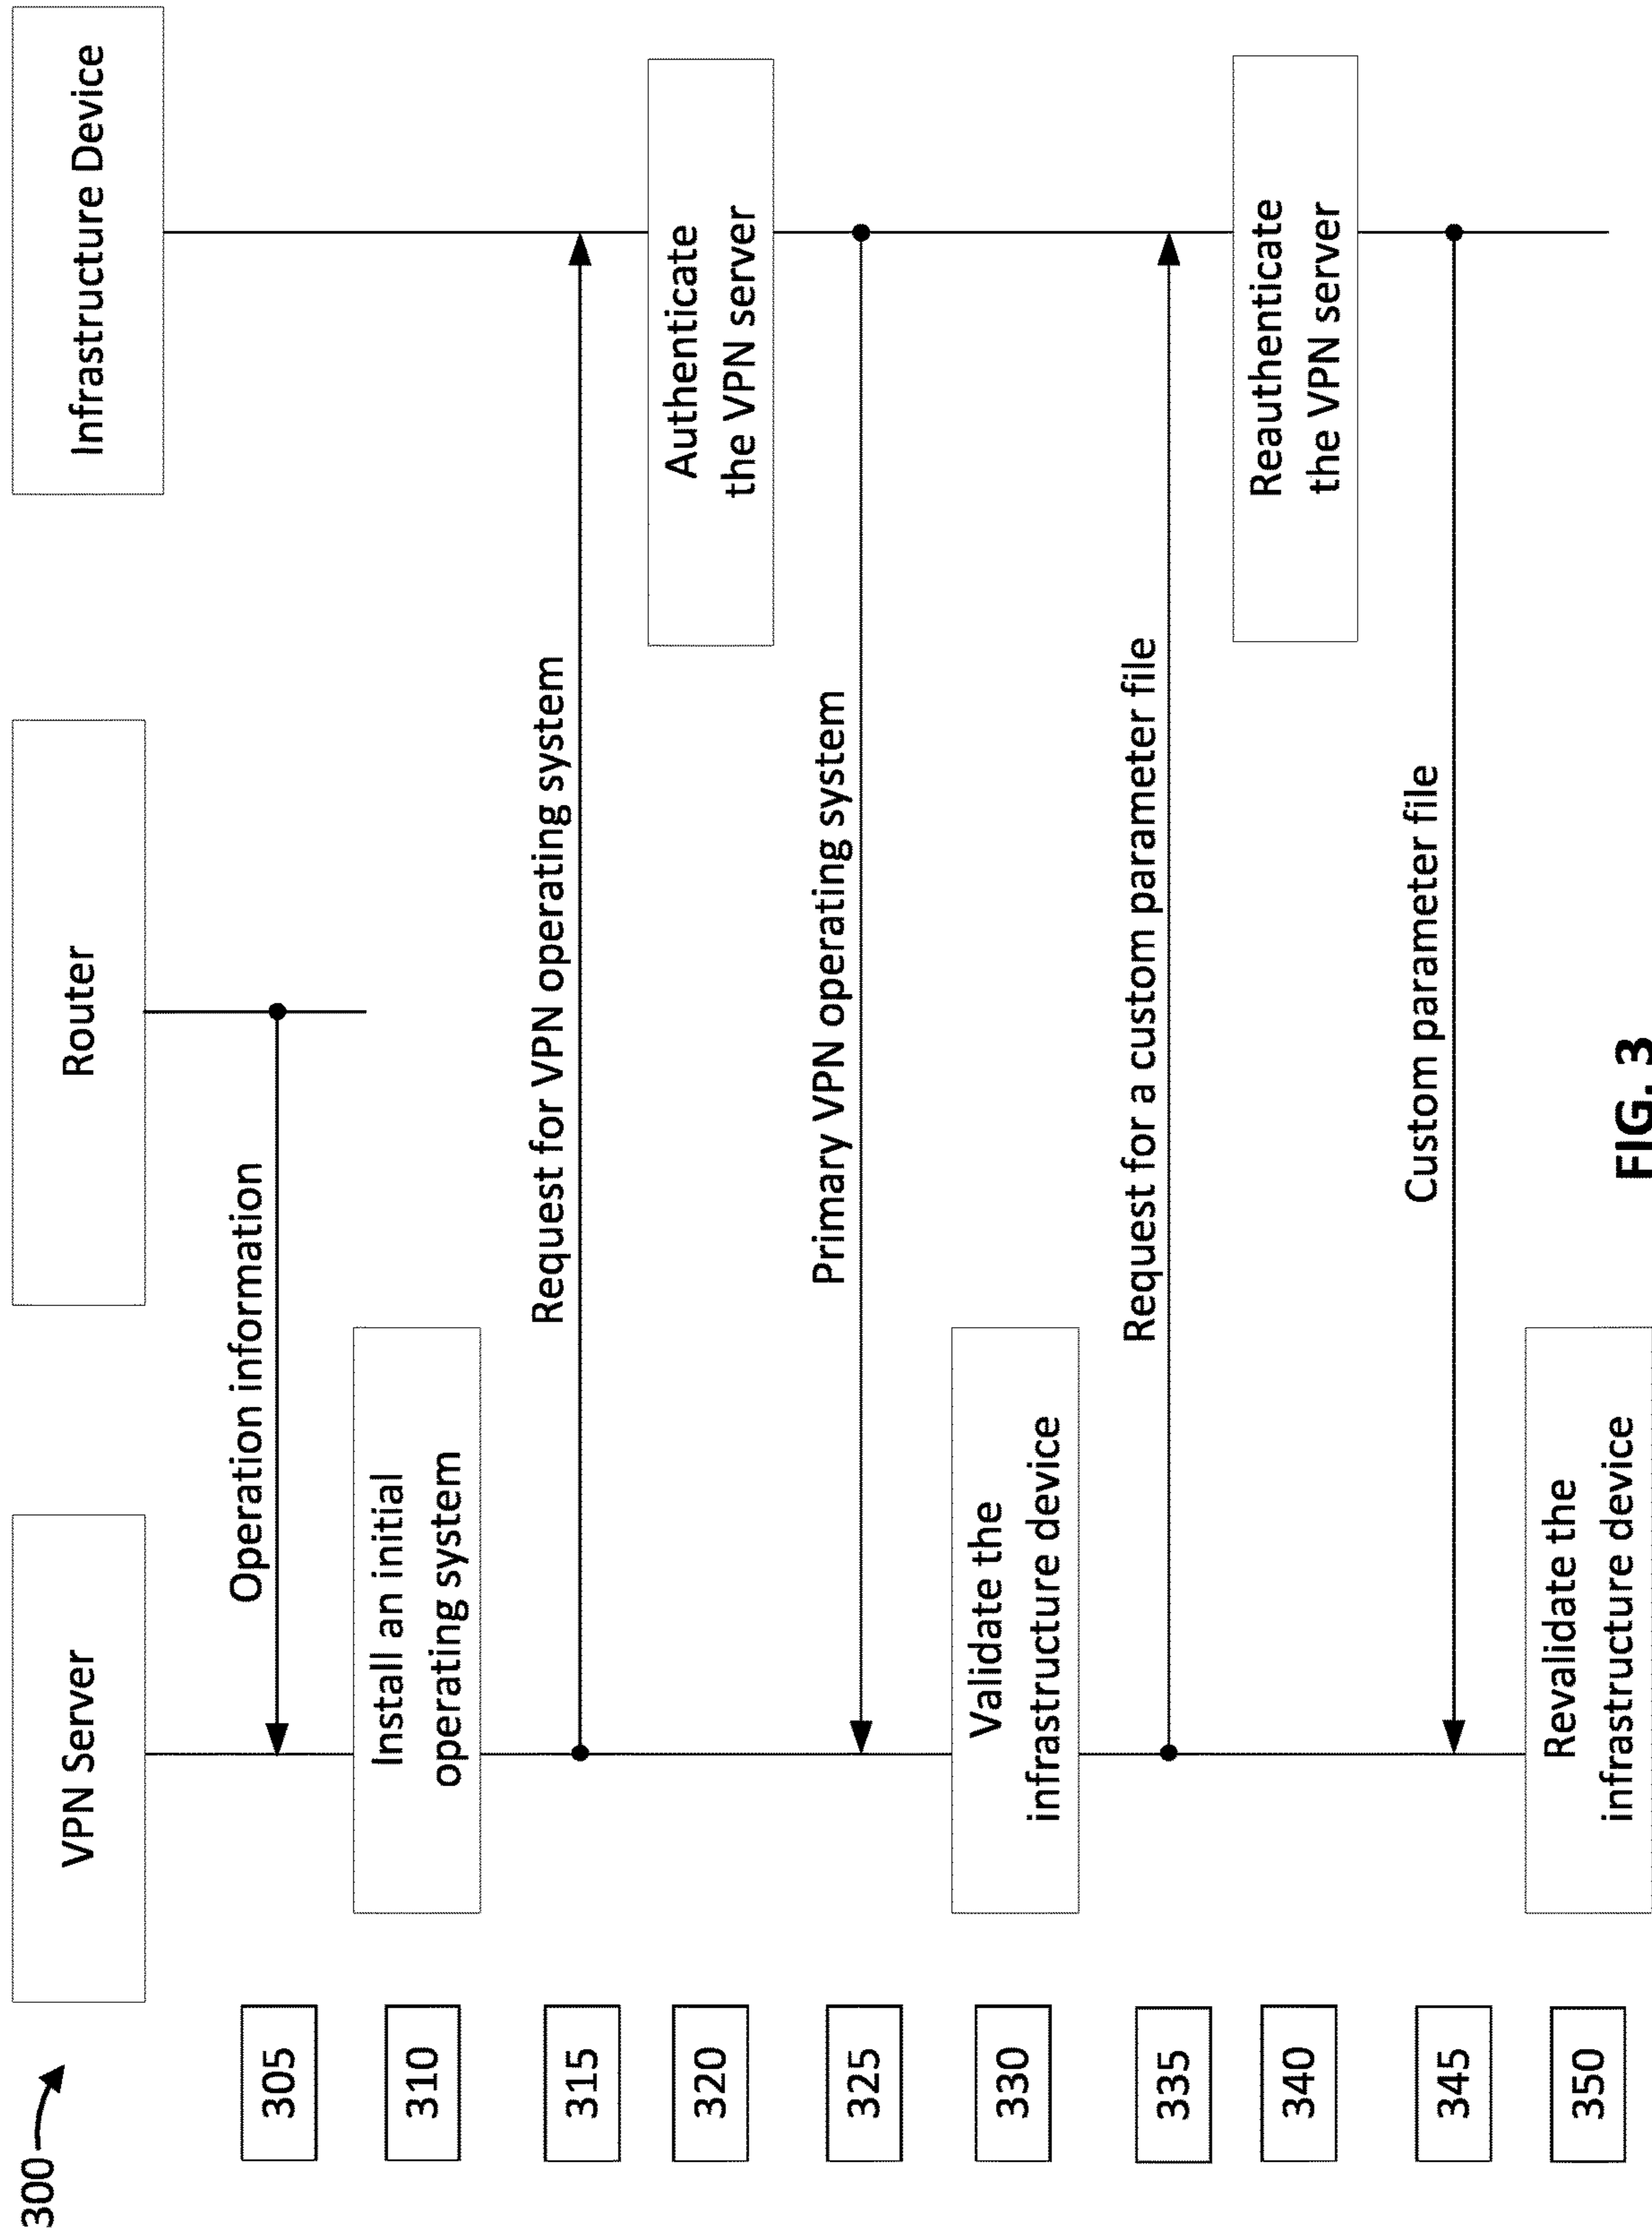 300
VPN Server
Router
Infrastructure Device
305
Operation information
310
Install an initial
operating system
315
Request for VPN operating system
320
Authenticate
the VPN server
325
Primary VPN operating system
330
Validate the
infrastructure device
335
Request for a custom parameter file
340
Reauthenticate
the VPN server
345
Custom parameter file
350
Revalidate the
infrastructure device
FIG. 3